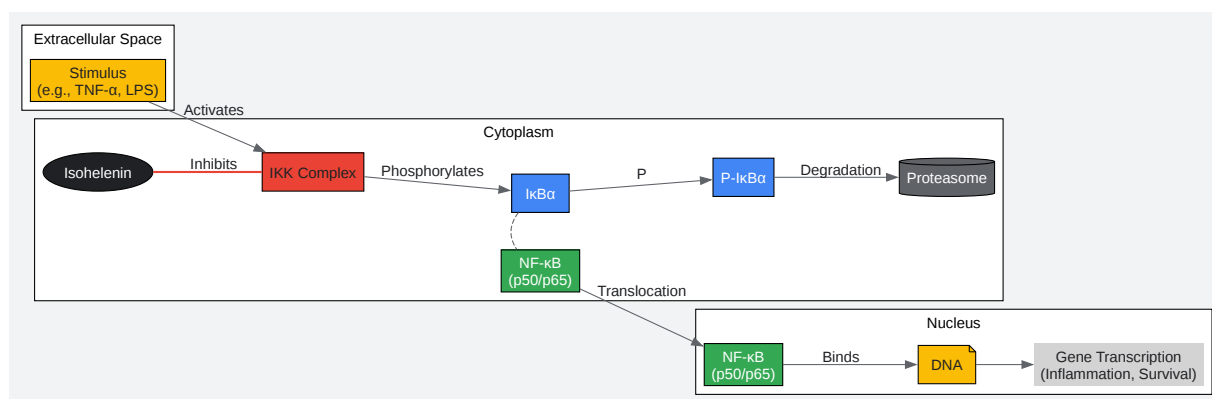 Extracellular Space
Stimulus
(e.g., TNF-α, LPS)
Activates
Cytoplasm
Isohelenin
Inhibits
IKK Complex
Phosphorylates
IκBα
P
P-IκBα
Degradation
Proteasome
NF-κB
(p50/p65)
Translocation
Nucleus
NF-κB
(p50/p65)
Binds
DNA
Gene Transcription
(Inflammation, Survival)